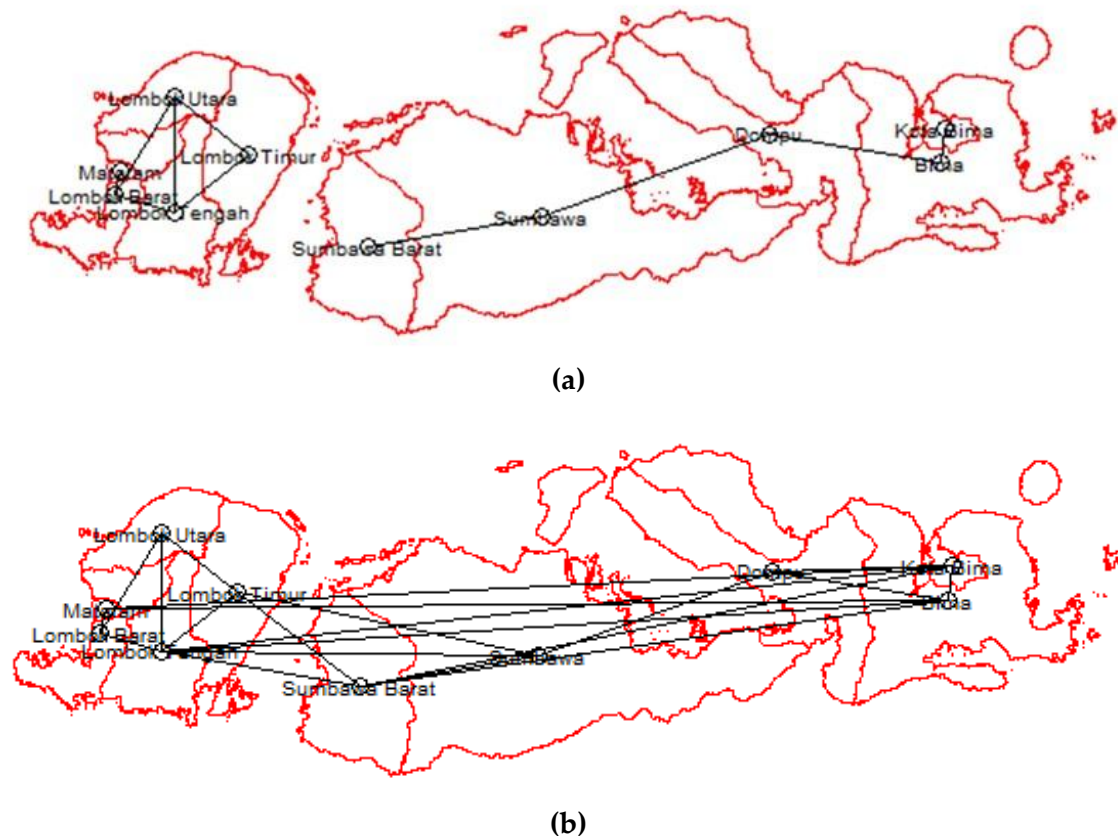 Lombok Utara
Lombok Timur
Mataram
Lombok Barat
Lombok Tengah
Dompu
Kota Bima
Bima
Sumbawa
Sumbawa Barat
(a)
Lombok Utara
Lombok Timur
Mataram
Lombok Barat
Lombok Tengah
Dompu
Kota Bima
Bima
Sumbawa
Sumbawa Barat
(b)